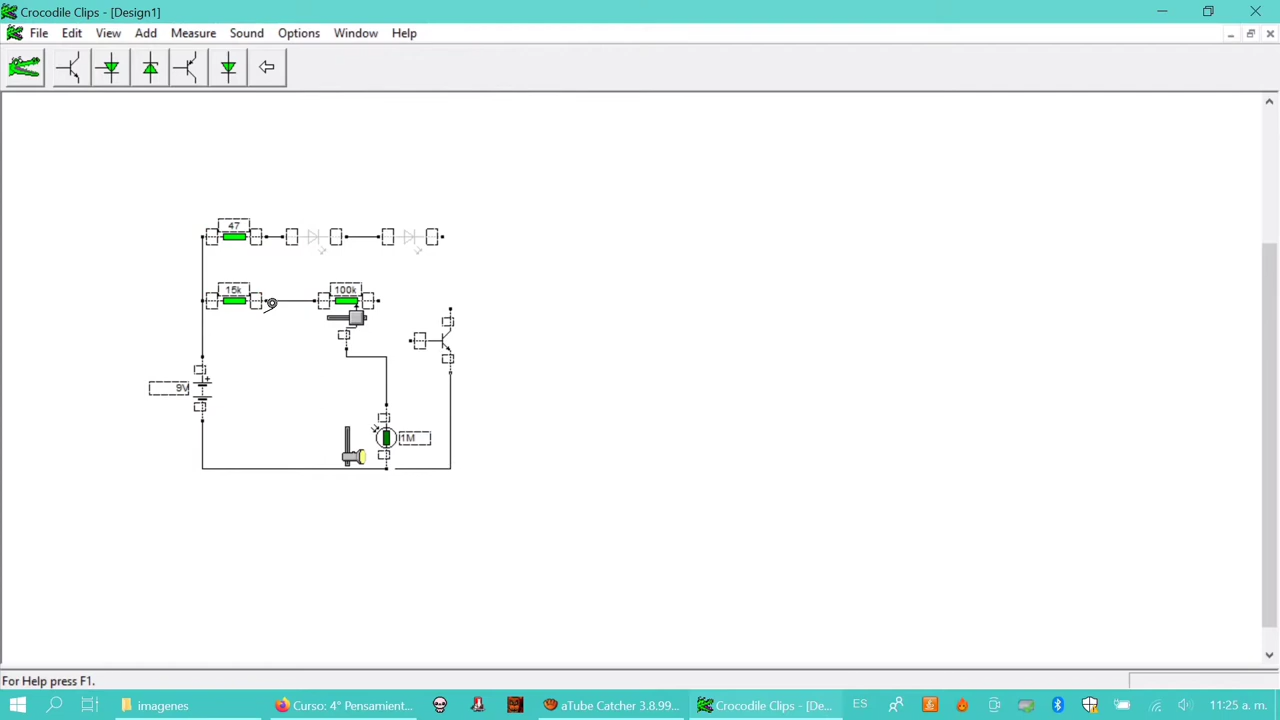 Crocodile Clips - [Design1]
File Edit View Add Measure Sound Options Window Help
47
15k
100k
9V
1M
For Help press F1.
imagenes
Curso: 4° Pensamient...
aTube Catcher 3.8.99...
Crocodile Clips - [De...
ES
11:25 a. m.